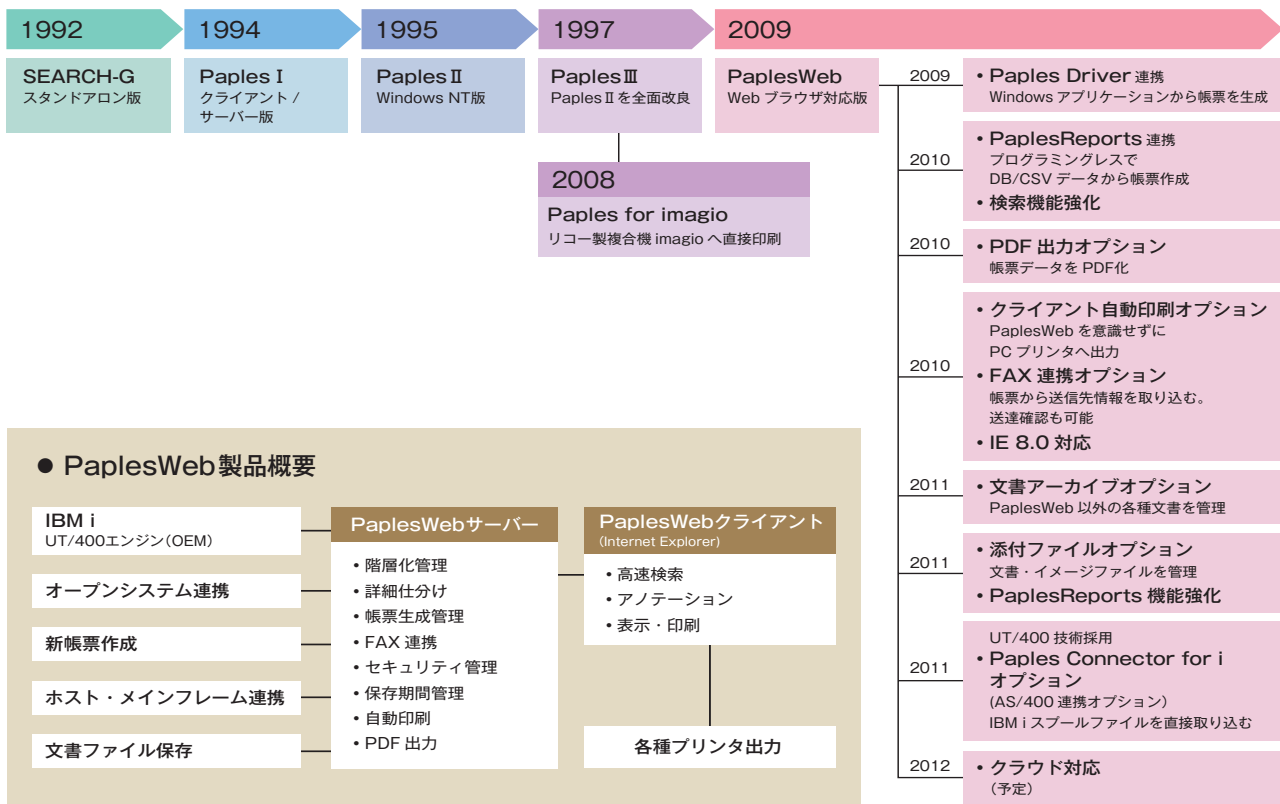 1992
SEARCH-G
スタンドアロン版
1994
Paples Ⅰ
クライアント /
サーバー版
1995
Paples Ⅱ
Windows NT版
1997
Paples Ⅲ
Paples Ⅱ を全面改良
2008
Paples for imagio
リコー製複合機 imagio へ直接印刷
2009
PaplesWeb
Web ブラウザ対応版
2009
• Paples Driver 連携
Windows アプリケーションから帳票を生成
2010
• PaplesReports 連携
プログラミングレスで
DB/CSV データから帳票作成
• 検索機能強化
2010
• PDF 出力オプション
帳票データを PDF化
2010
• クライアント自動印刷オプション
PaplesWeb を意識せずに
PC プリンタへ出力
• FAX 連携オプション
帳票から送信先情報を取り込む。
送達確認も可能
• IE 8.0 対応
2011
• 文書アーカイブオプション
PaplesWeb 以外の各種文書を管理
2011
• 添付ファイルオプション
文書・イメージファイルを管理
• PaplesReports 機能強化
2011
UT/400 技術採用
• Paples Connector for i
オプション
(AS/400 連携オプション)
IBM i スプールファイルを直接取り込む
2012
• クラウド対応
(予定)
● PaplesWeb 製品概要
IBM i
UT/400エンジン(OEM)
オープンシステム連携
新帳票作成
ホスト・メインフレーム連携
文書ファイル保存
PaplesWebサーバー
• 階層化管理
• 詳細仕分け
• 帳票生成管理
• FAX 連携
• セキュリティ管理
• 保存期間管理
• 自動印刷
• PDF 出力
PaplesWebクライアント
(Internet Explorer)
• 高速検索
• アノテーション
• 表示・印刷
各種プリンタ出力